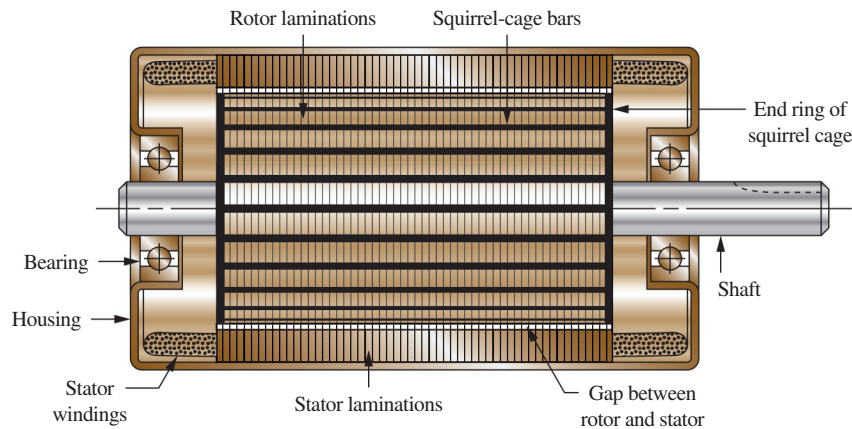 Rotor laminations
Squirrel-cage bars
End ring of
squirrel cage
Bearing
Shaft
Housing
Stator
windings
Stator laminations
Gap between
rotor and stator